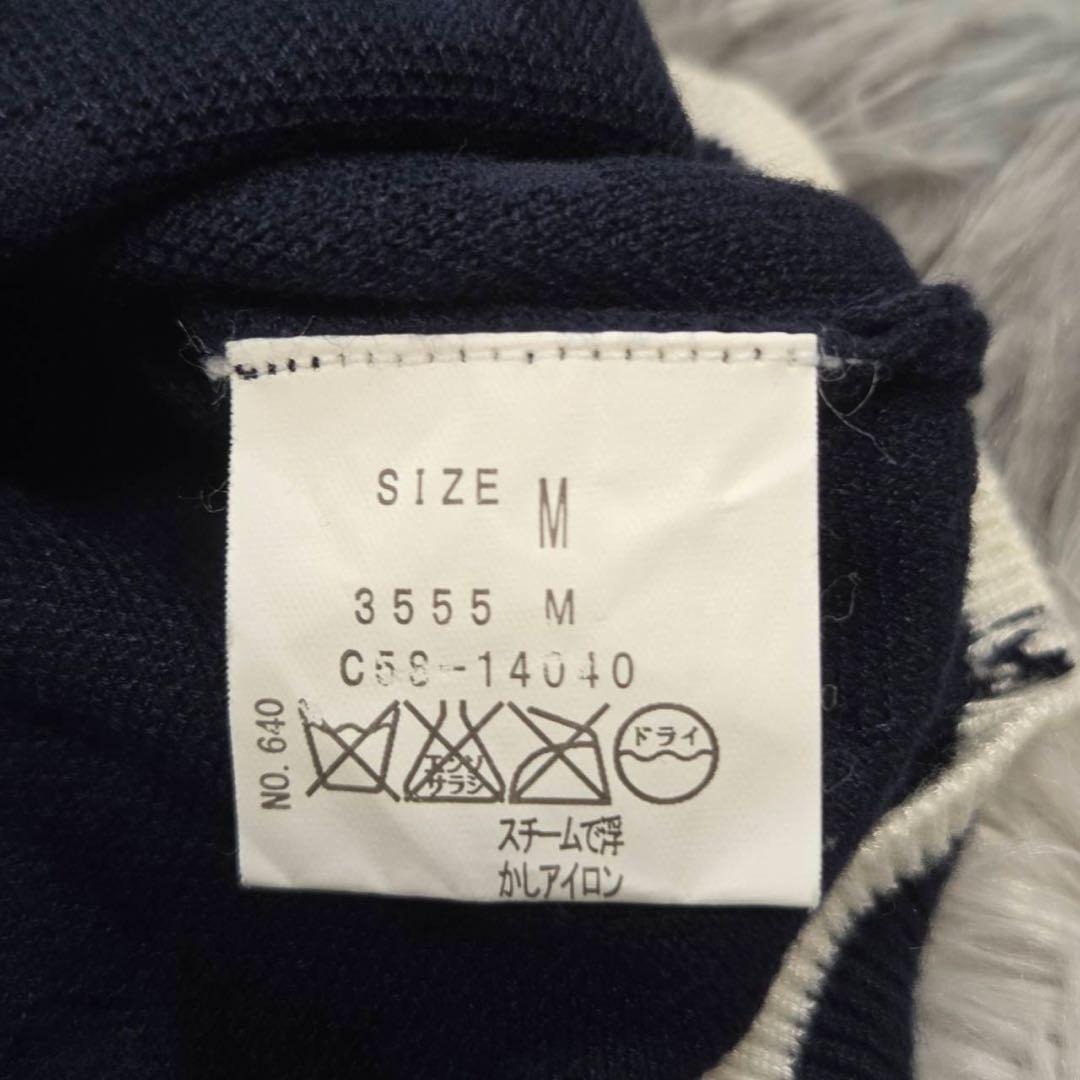 SIZE M
3555 M
C58-14040
NO. 640
エンソ
サラシ
ドライ
スチームで浮
かしアイロン